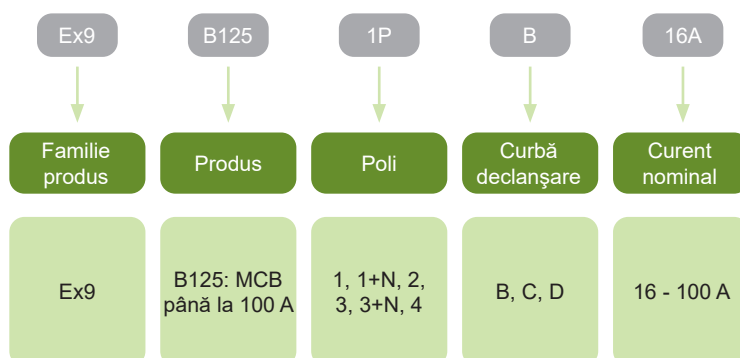 Ex9
B125
1P
B
16A
Familie
produs
Produs
Poli
Curbă
declanşare
Curent
nominal
Ex9
B125: MCB
până la 100 A
1, 1+N, 2,
3, 3+N, 4
B, C, D
16 - 100 A